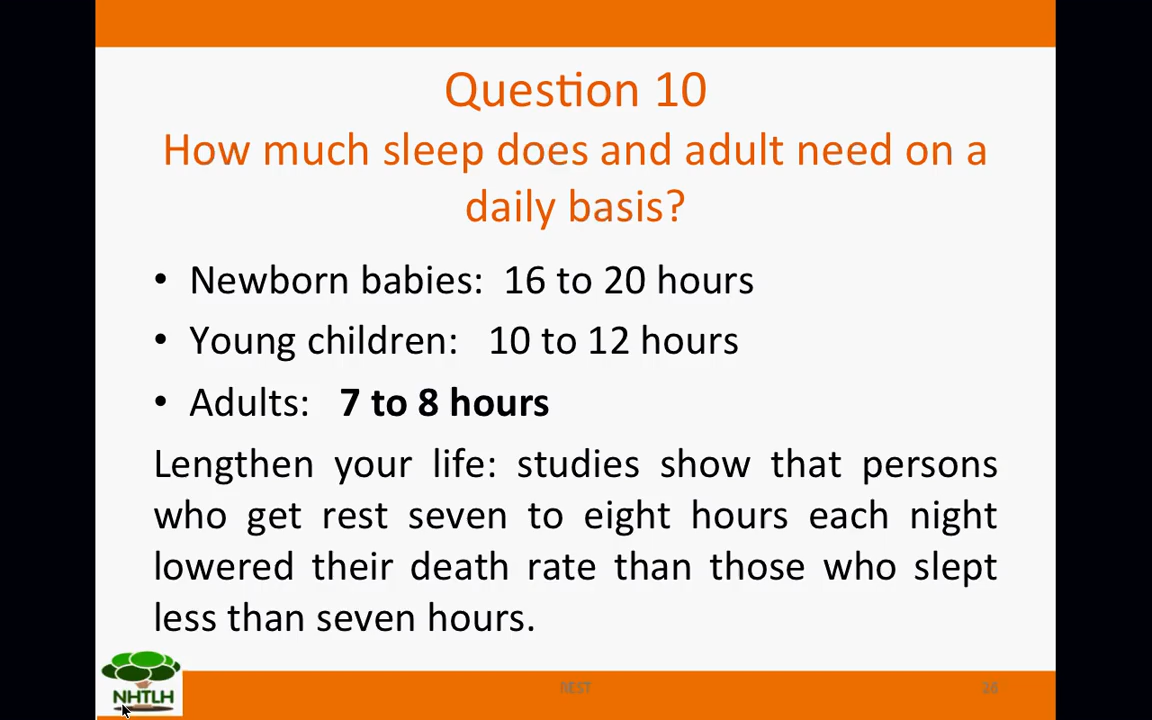 Question 10
How much sleep does and adult need on a
daily basis?
• Newborn babies:  16 to 20 hours
• Young children:   10 to 12 hours
• Adults:   7 to 8 hours
Lengthen your life: studies show that persons
who get rest seven to eight hours each night
lowered their death rate than those who slept
less than seven hours.
NHTLH
REST
28